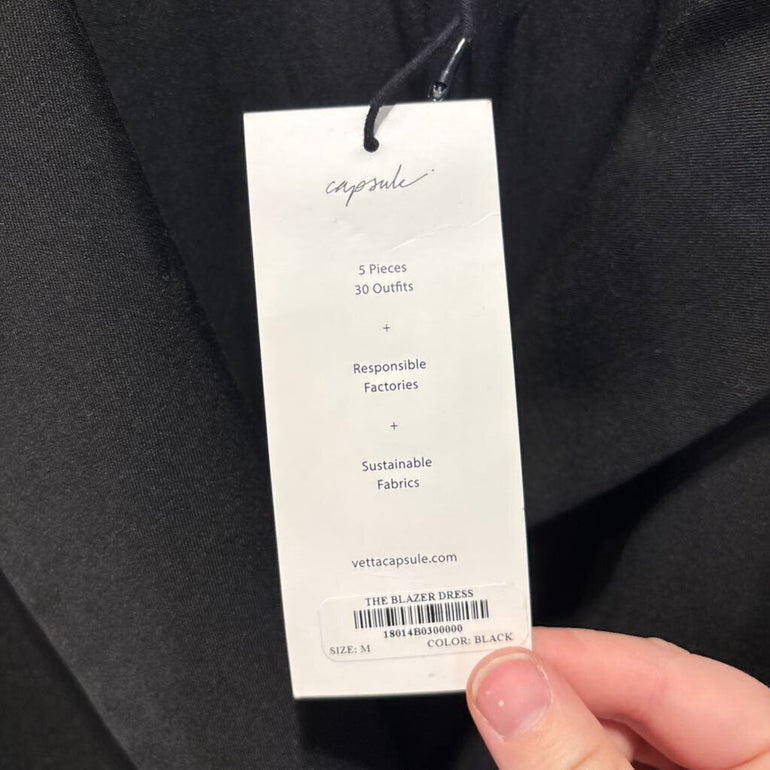 capsule
5 Pieces
30 Outfits
+
Responsible
Factories
+
Sustainable
Fabrics
vettacapsule.com
THE BLAZER DRESS
18014B0300000
SIZE: M COLOR: BLACK